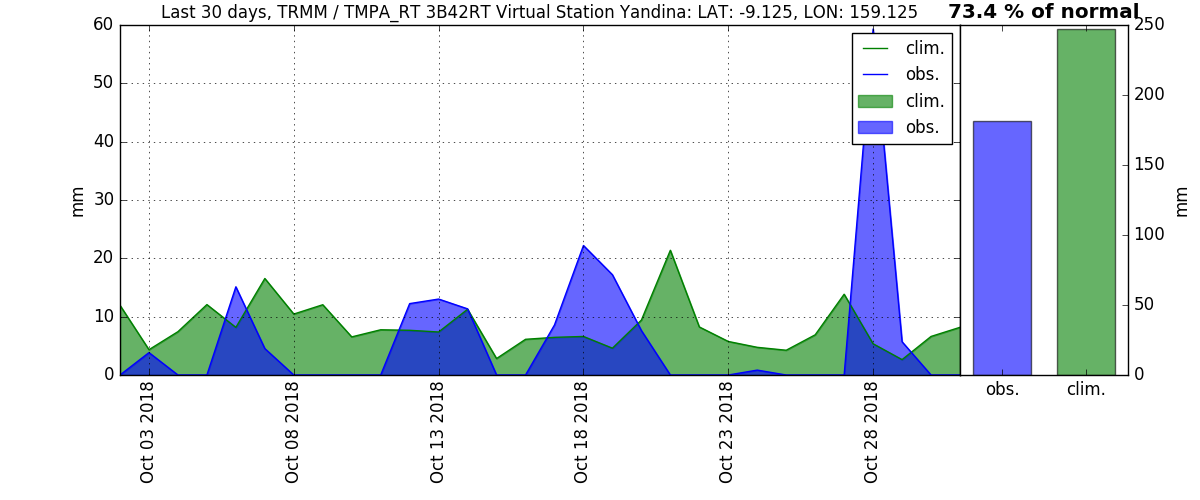 Last 30 days, TRMM / TMPA_RT 3B42RT Virtual Station Yandina: LAT: -9.125, LON: 159.125
73.4 % of normal
60
50
40
30
20
10
0
mm
clim.
obs.
clim.
obs.
Oct 03 2018
Oct 08 2018
Oct 13 2018
Oct 18 2018
Oct 23 2018
Oct 28 2018
250
200
150
100
50
0
mm
obs.
clim.